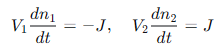 V₁ dn₁/dt = −J, V₂ dn₂/dt = J